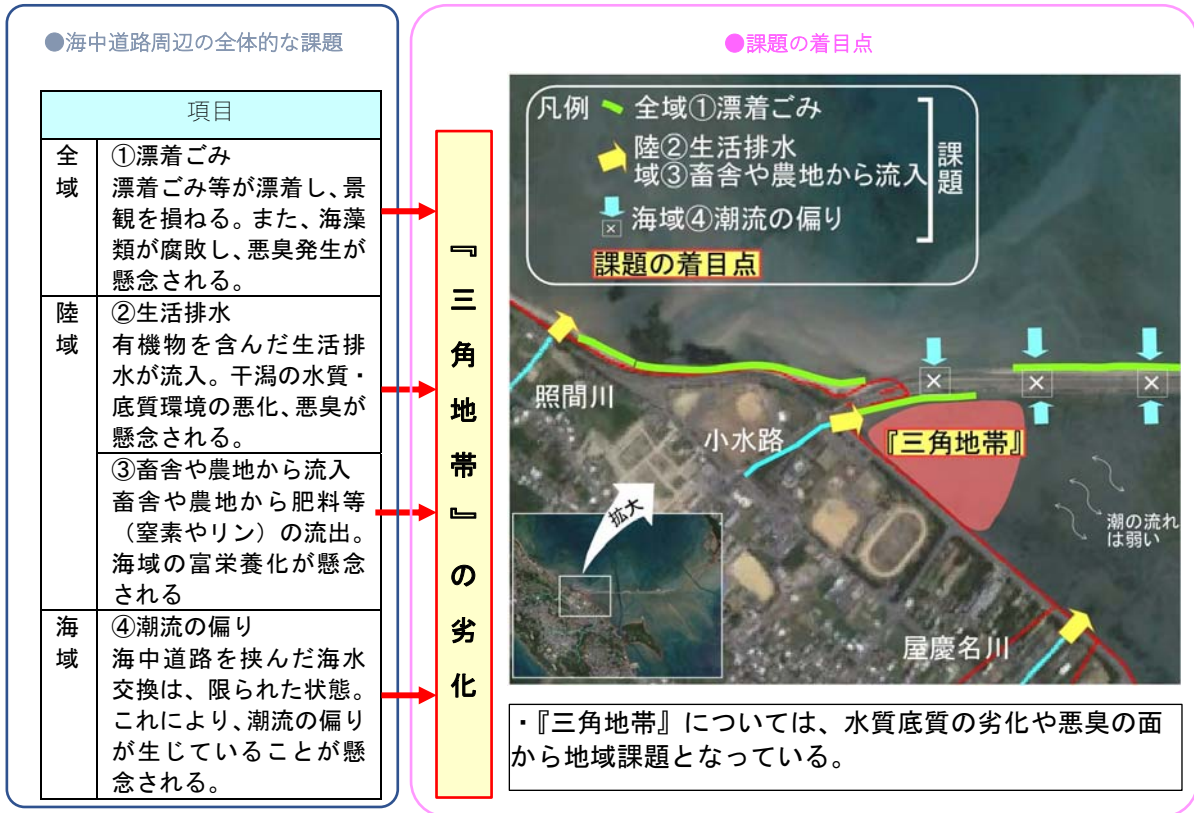 ●海中道路周辺の全体的な課題
項目
全域
①漂着ごみ
漂着ごみ等が漂着し、景
観を損ねる。また、海藻
類が腐敗し、悪臭発生が
懸念される。
陸域
②生活排水
有機物を含んだ生活排
水が流入。干潟の水質・
底質環境の悪化、悪臭が
懸念される。
③畜舎や農地から流入
畜舎や農地から肥料等
（窒素やリン）の流出。
海域の富栄養化が懸念
される
海域
④潮流の偏り
海中道路を挟んだ海水
交換は、限られた状態。
これにより、潮流の偏り
が生じていることが懸
念される。
『三角地帯』の劣化
●課題の着目点
凡例
全域①漂着ごみ
陸②生活排水
域③畜舎や農地から流入
海域④潮流の偏り
課題
課題の着目点
照間川
小水路
『三角地帯』
拡大
潮の流れ
は弱い
屋慶名川
・『三角地帯』については、水質底質の劣化や悪臭の面
から地域課題となっている。